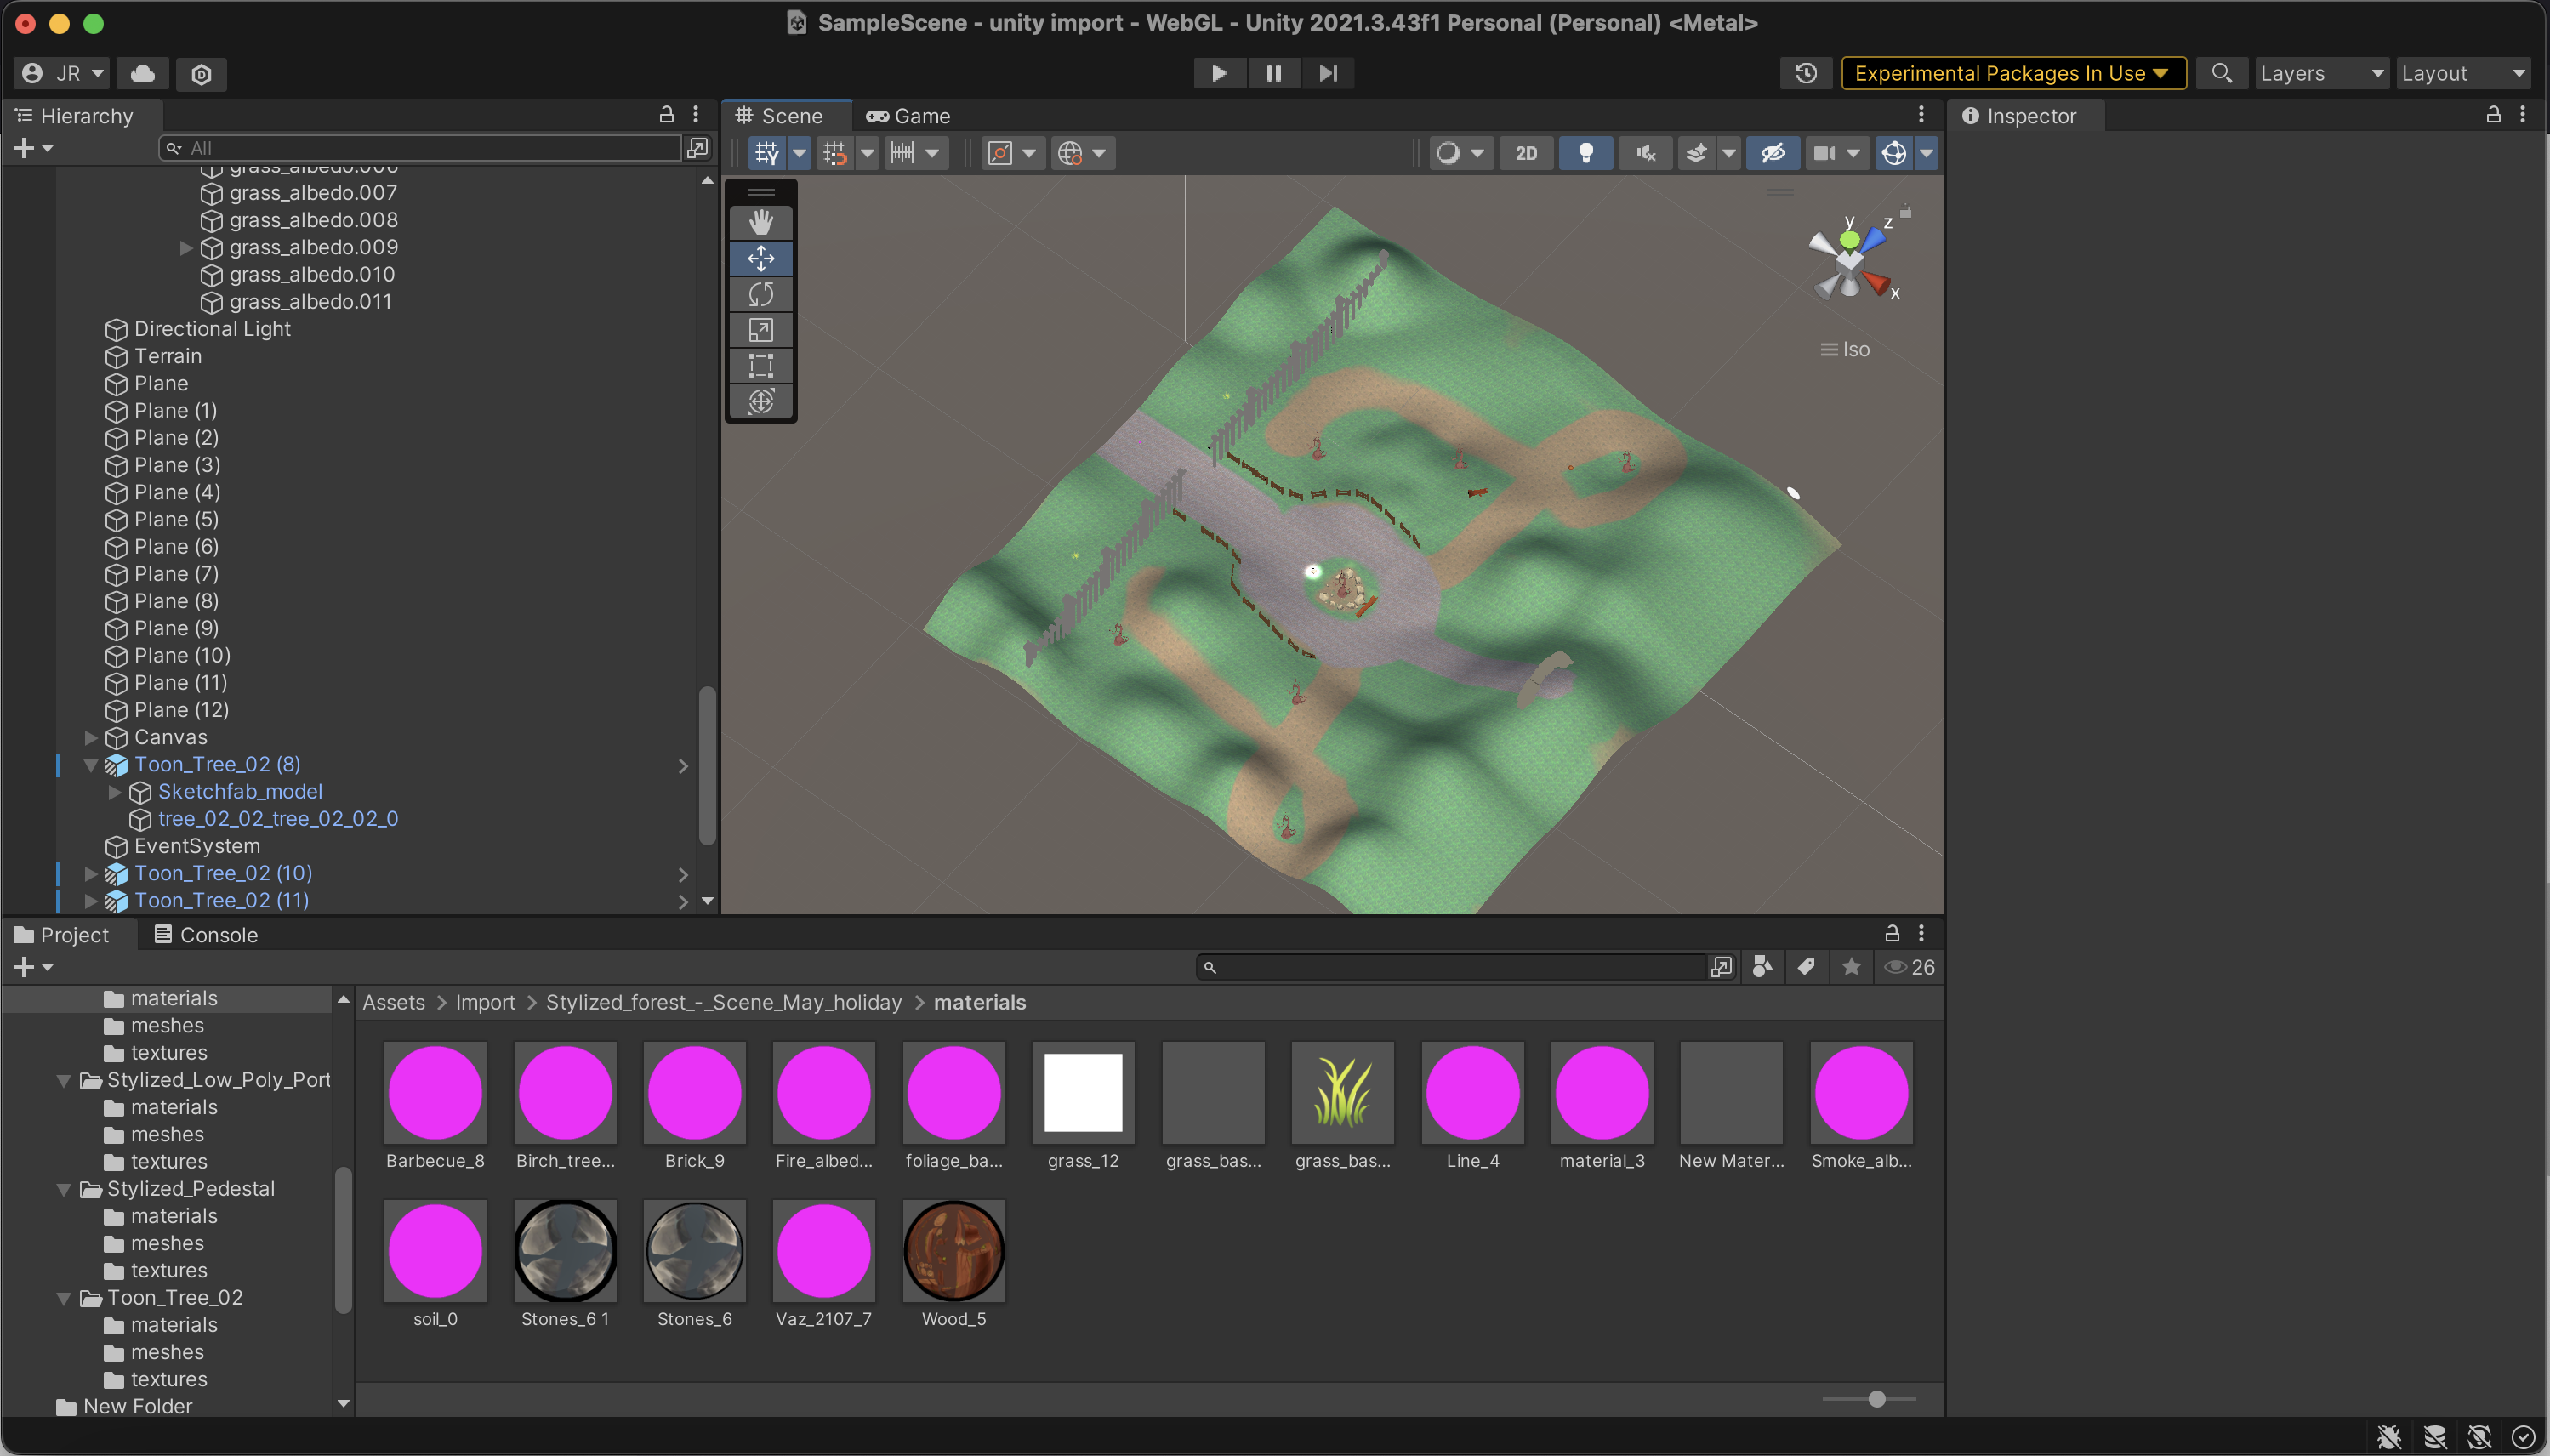 SampleScene - unity import - WebGL - Unity 2021.3.43f1 Personal (Personal) <Metal>
JR
Experimental Packages In Use
Layers
Layout
Hierarchy
All
grass_albedo.006
grass_albedo.007
grass_albedo.008
grass_albedo.009
grass_albedo.010
grass_albedo.011
Directional Light
Terrain
Plane
Plane (1)
Plane (2)
Plane (3)
Plane (4)
Plane (5)
Plane (6)
Plane (7)
Plane (8)
Plane (9)
Plane (10)
Plane (11)
Plane (12)
Canvas
Toon_Tree_02 (8)
Sketchfab_model
tree_02_02_tree_02_02_0
EventSystem
Toon_Tree_02 (10)
Toon_Tree_02 (11)
Scene
Game
2D
y
z
x
Iso
Inspector
Project
Console
26
materials
meshes
textures
Stylized_Low_Poly_Port
materials
meshes
textures
Stylized_Pedestal
materials
meshes
textures
Toon_Tree_02
materials
meshes
textures
New Folder
Assets > Import > Stylized_forest_-_Scene_May_holiday > materials
Barbecue_8
Birch_tree...
Brick_9
Fire_albed...
foliage_ba...
grass_12
grass_bas...
grass_bas...
Line_4
material_3
New Mater...
Smoke_alb...
soil_0
Stones_6 1
Stones_6
Vaz_2107_7
Wood_5